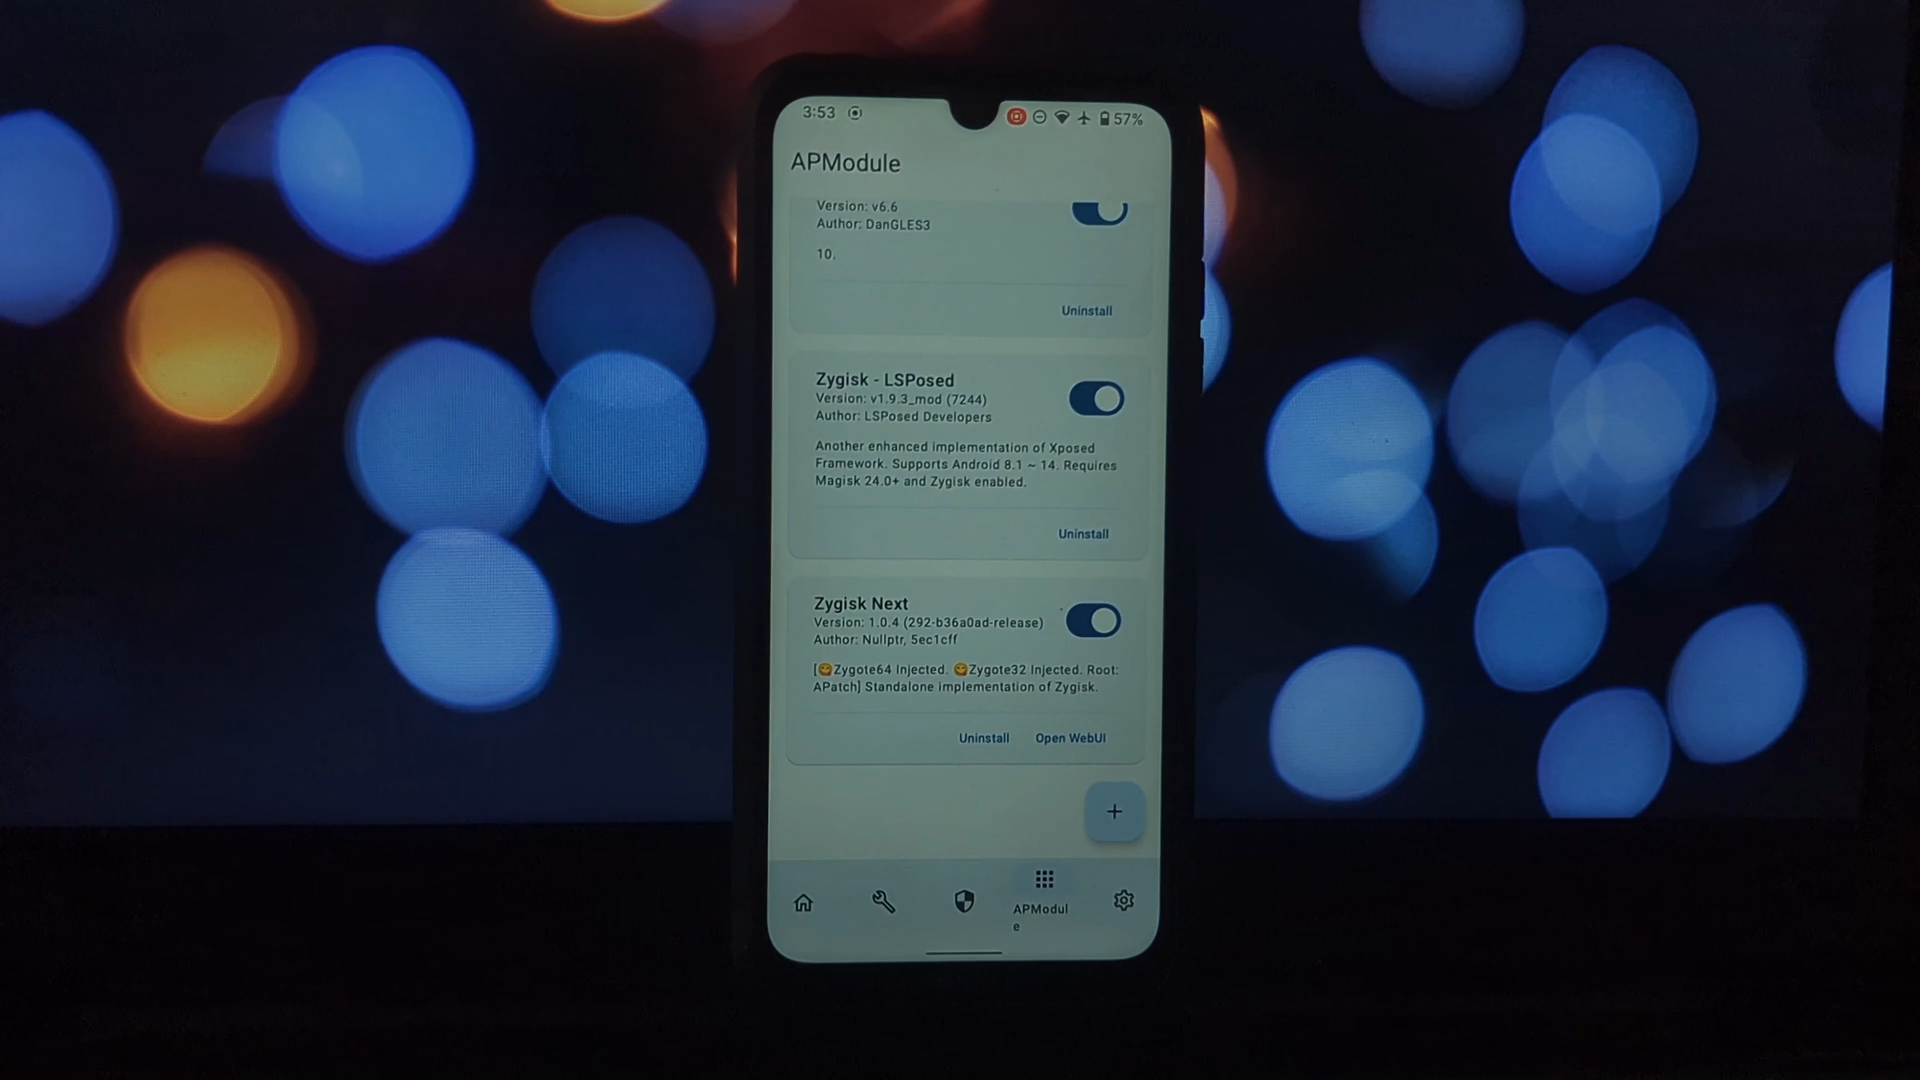 3:53 57%
APModule
Version: v6.6
Author: DanGLES3
10.
Uninstall
Zygisk - LSPosed
Version: v1.9.3_mod (7244)
Author: LSPosed Developers
Another enhanced implementation of Xposed
Framework. Supports Android 8.1 ~ 14. Requires
Magisk 24.0+ and Zygisk enabled.
Uninstall
Zygisk Next
Version: 1.0.4 (292-b36a0ad-release)
Author: Nullptr, 5ec1cff
[😋Zygote64 Injected. 😋Zygote32 Injected. Root:
APatch] Standalone implementation of Zygisk.
Uninstall Open WebUI
+
APModul
e